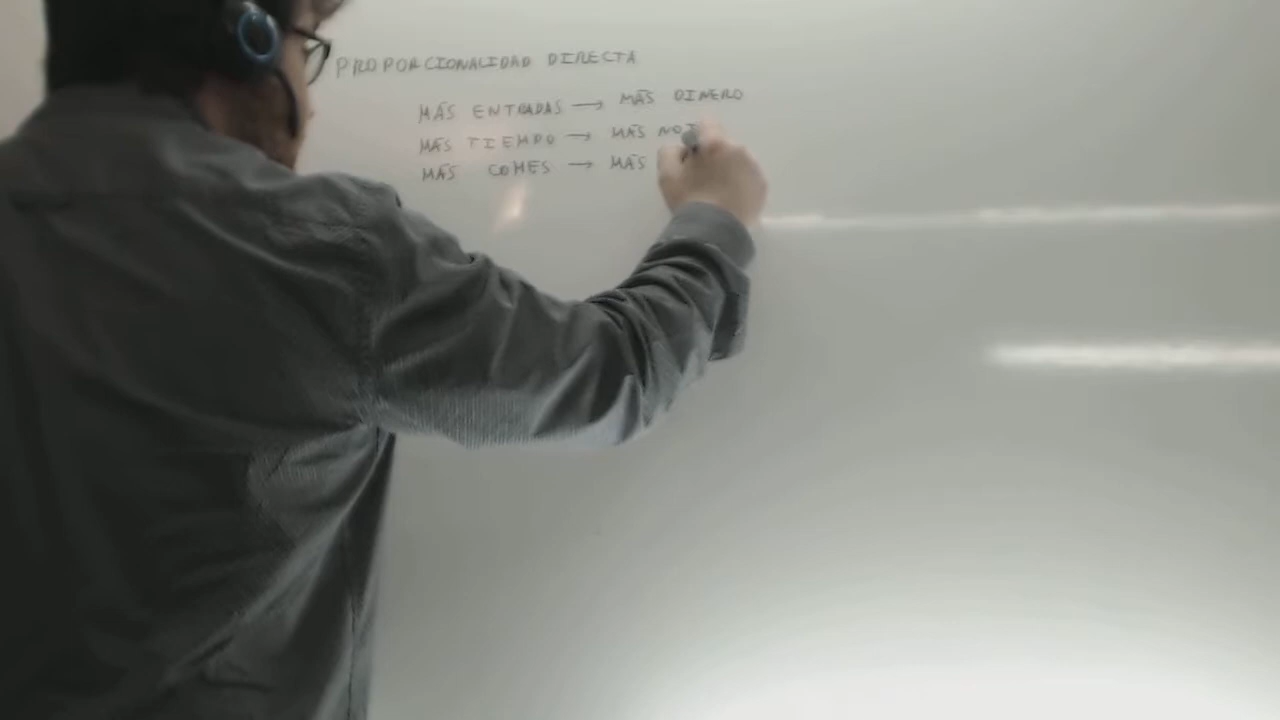 PROPORCIONALIDAD DIRECTA
MÁS ENTRADAS → MÁS DINERO
MÁS TIEMPO → MÁS
MÁS COMES → MÁS